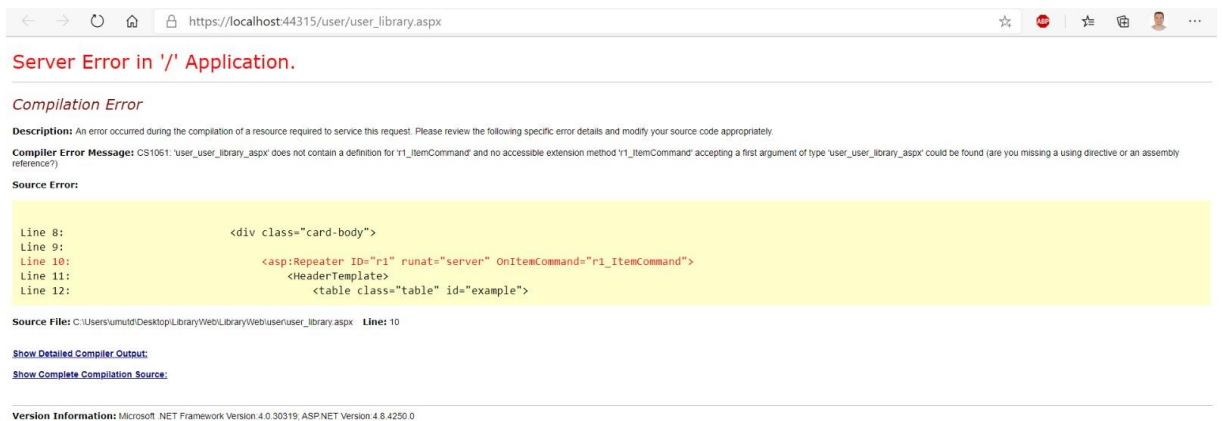 https://localhost:44315/user/user_library.aspx
ABP
Server Error in '/' Application.
Compilation Error
Description: An error occurred during the compilation of a resource required to service this request. Please review the following specific error details and modify your source code appropriately.
Compiler Error Message: CS1061: 'user_user_library_aspx' does not contain a definition for 'r1_ItemCommand' and no accessible extension method 'r1_ItemCommand' accepting a first argument of type 'user_user_library_aspx' could be found (are you missing a using directive or an assembly
reference?)
Source Error:
Line 8: <div class="card-body">
Line 9:
Line 10: <asp:Repeater ID="r1" runat="server" OnItemCommand="r1_ItemCommand">
Line 11: <HeaderTemplate>
Line 12: <table class="table" id="example">
Source File: C:\Users\umutd\Desktop\LibraryWeb\LibraryWeb\user\user_library.aspx Line: 10
Show Detailed Compiler Output:
Show Complete Compilation Source:
Version Information: Microsoft .NET Framework Version:4.0.30319; ASP.NET Version:4.8.4250.0